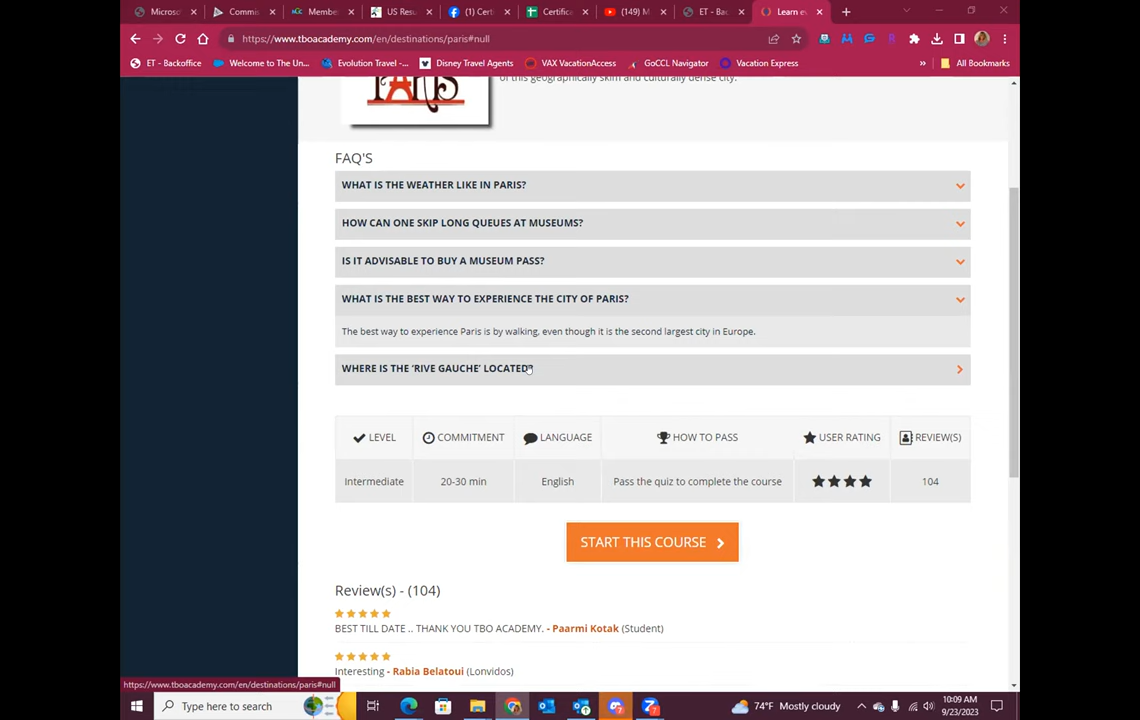 Microso
Commis
Membe
US Resu
(1) Certi
Certifica
(149) M
ET - Bac
Learn ev
https://www.tboacademy.com/en/destinations/paris#null
ET - Backoffice
Welcome to The Un...
Evolution Travel -...
Disney Travel Agents
VAX VacationAccess
GoCCL Navigator
Vacation Express
»
All Bookmarks
of this geographically skim and culturally dense city.
PARIS
FAQ'S
WHAT IS THE WEATHER LIKE IN PARIS?
HOW CAN ONE SKIP LONG QUEUES AT MUSEUMS?
IS IT ADVISABLE TO BUY A MUSEUM PASS?
WHAT IS THE BEST WAY TO EXPERIENCE THE CITY OF PARIS?
The best way to experience Paris is by walking, even though it is the second largest city in Europe.
WHERE IS THE 'RIVE GAUCHE' LOCATED?
LEVEL COMMITMENT LANGUAGE HOW TO PASS USER RATING REVIEW(S)
Intermediate 20-30 min English Pass the quiz to complete the course 104
START THIS COURSE
Review(s) - (104)
BEST TILL DATE .. THANK YOU TBO ACADEMY. - Paarmi Kotak (Student)
Interesting - Rabia Belatoui (Lonvidos)
https://www.tboacademy.com/en/destinations/paris#null
Type here to search
74°F Mostly cloudy
10:09 AM
9/23/2023